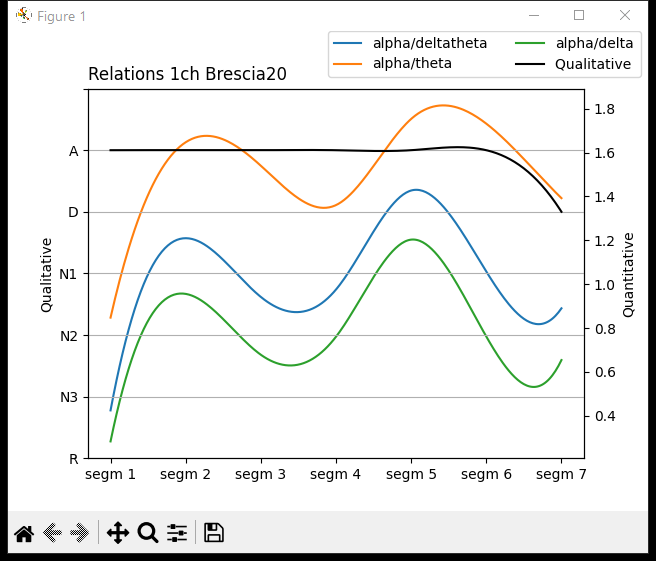 Figure 1
alpha/deltatheta
alpha/theta
alpha/delta
Qualitative
Relations 1ch Brescia20
Qualitative
A
D
N1
N2
N3
R
1.8
1.6
1.4
1.2
1.0
0.8
0.6
0.4
Quantitative
segm 1 segm 2 segm 3 segm 4 segm 5 segm 6 segm 7